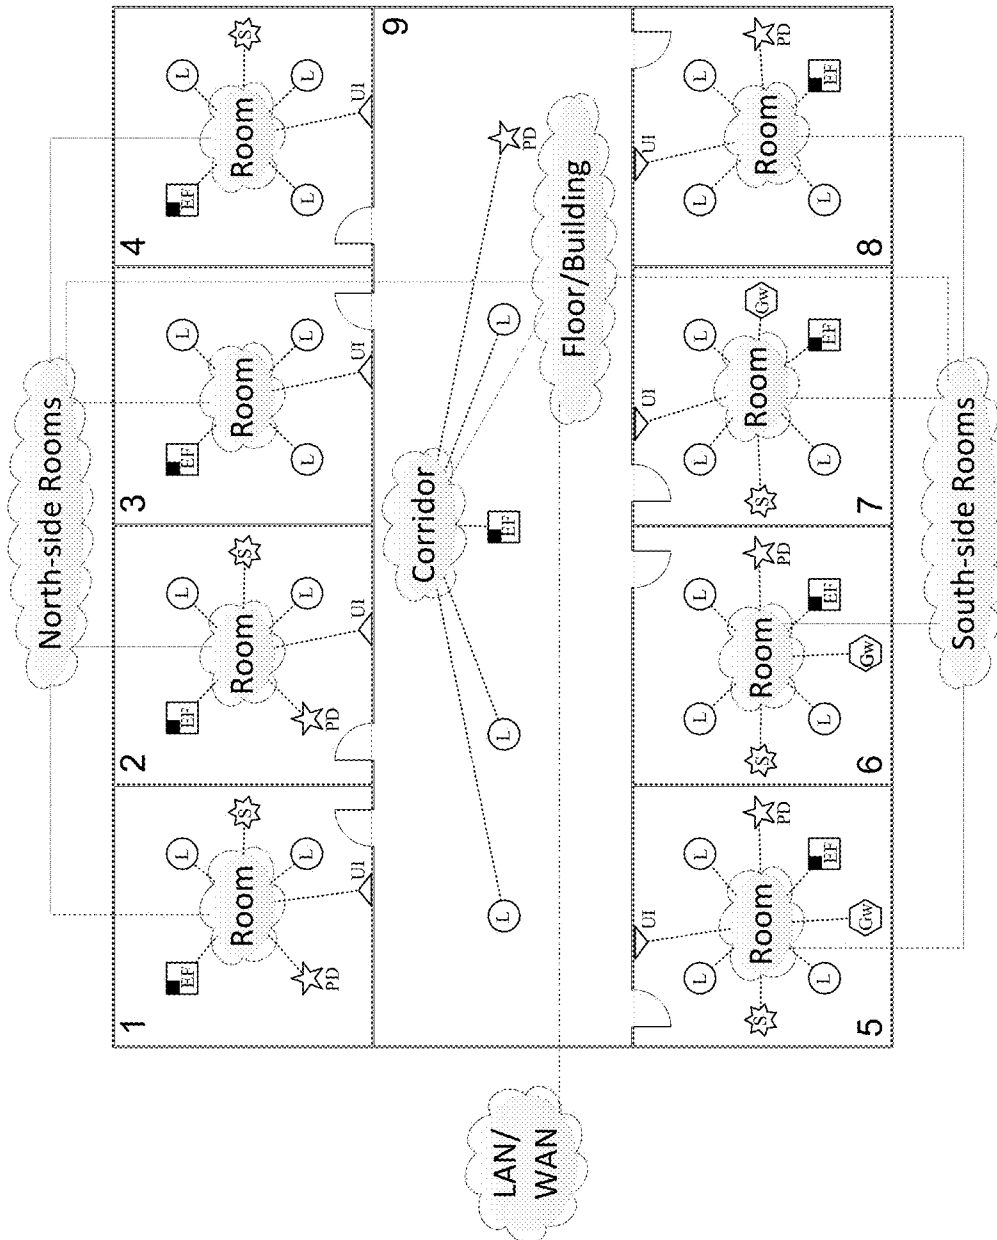 North-side Rooms
1 2 3 4
EF L EF L EF L EF L
Room S Room S Room Room S
L L L L L L
PD PD
UI UI UI UI
9
Corridor
LAN/
WAN
L L EF L
PD
Floor/Building
UI UI UI
L L L L L L L L
S Room S Room S Room Gw Room
PD PD PD
L EF L EF L EF L EF
Gw Gw
5 6 7 8
South-side Rooms